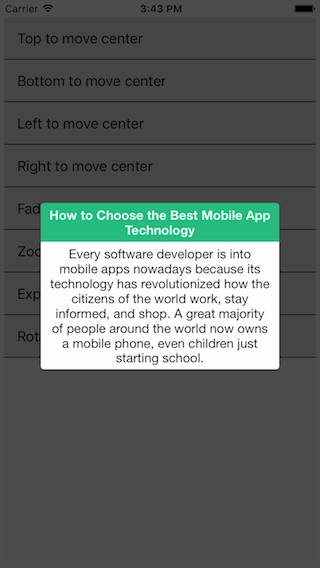 Carrier 3:43 PM
Top to move center
Bottom to move center
Left to move center
Right to move center
How to Choose the Best Mobile App
Technology
Every software developer is into
mobile apps nowadays because its
technology has revolutionized how the
citizens of the world work, stay
informed, and shop. A great majority
of people around the world now owns
a mobile phone, even children just
starting school.
Fad
Zoo
Exp
Rot